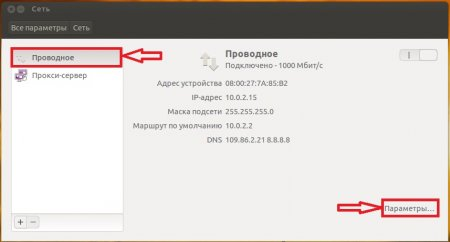 Сеть
Все параметры Сеть
Проводное
Прокси-сервер
Проводное
Подключено - 1000 Мбит/с
Адрес устройства 08:00:27:7A:85:B2
IP-адрес 10.0.2.15
Маска подсети 255.255.255.0
Маршрут по умолчанию 10.0.2.2
DNS 109.86.2.21 8.8.8.8
Параметры...